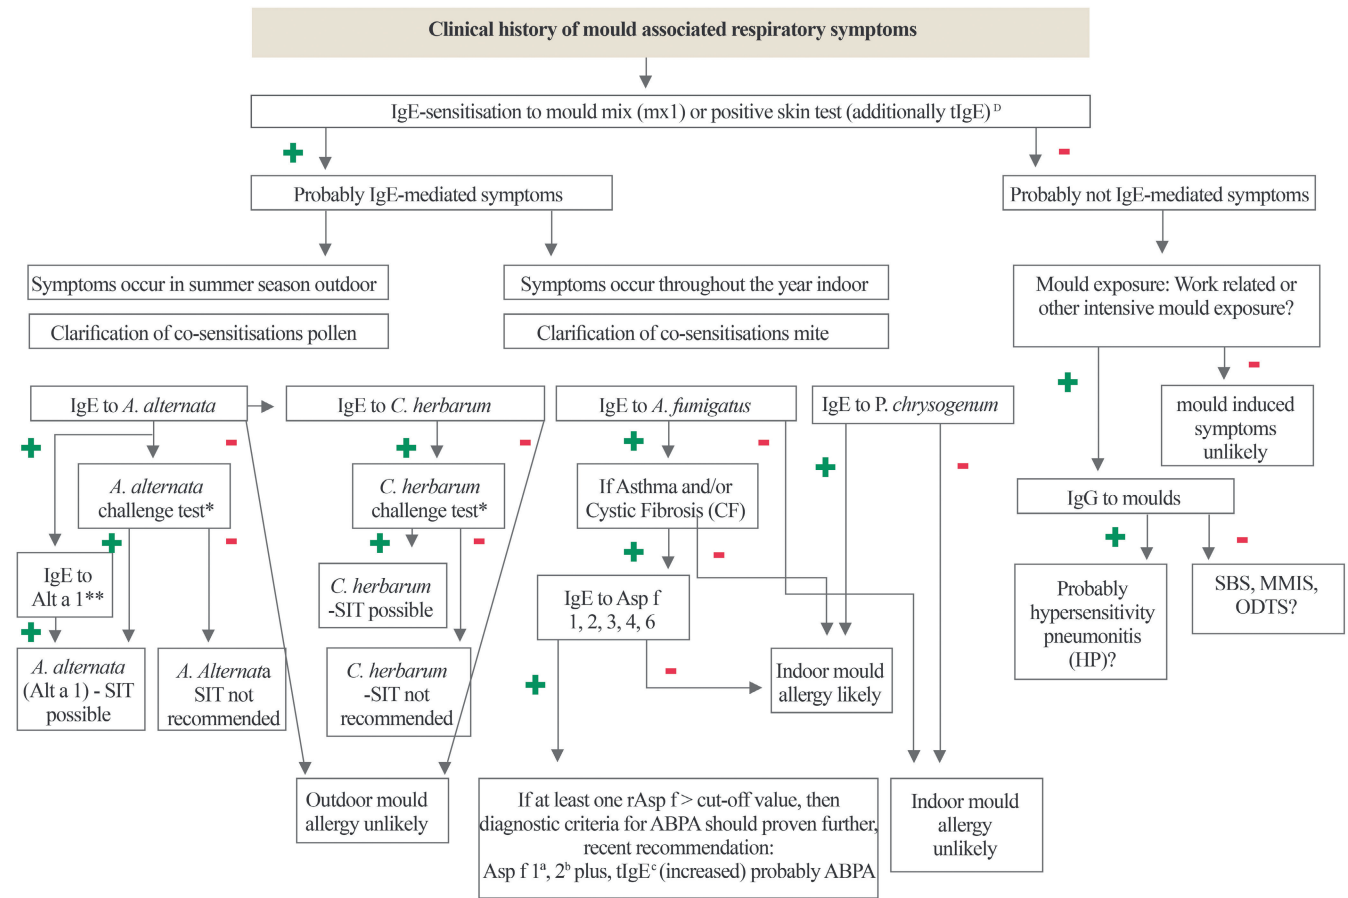 Clinical history of mould associated respiratory symptoms
IgE-sensitisation to mould mix (mx1) or positive skin test (additionally tIgE) D
+
-
Probably IgE-mediated symptoms
Probably not IgE-mediated symptoms
Symptoms occur in summer season outdoor
Symptoms occur throughout the year indoor
Mould exposure: Work related or
other intensive mould exposure?
Clarification of co-sensitisations pollen
Clarification of co-sensitisations mite
+
-
IgE to A. alternata
IgE to C. herbarum
IgE to A. fumigatus
IgE to P. chrysogenum
mould induced
symptoms
unlikely
+
-
+
-
+
-
+
-
A. alternata
challenge test*
C. herbarum
challenge test*
If Asthma and/or
Cystic Fibrosis (CF)
IgG to moulds
+
-
+
-
+
-
+
-
IgE to
Alt a 1**
C. herbarum
-SIT possible
IgE to Asp f
1, 2, 3, 4, 6
Probably
hypersensitivity
pneumonitis
(HP)?
SBS, MMIS,
ODTS?
+
+
-
A. alternata
(Alt a 1) - SIT
possible
A. Alternata
SIT not
recommended
C. herbarum
-SIT not
recommended
Indoor mould
allergy likely
Outdoor mould
allergy unlikely
If at least one rAsp f > cut-off value, then
diagnostic criteria for ABPA should proven further,
recent recommendation:
Asp f 1a, 2b plus, tIgEc (increased) probably ABPA
Indoor mould
allergy
unlikely